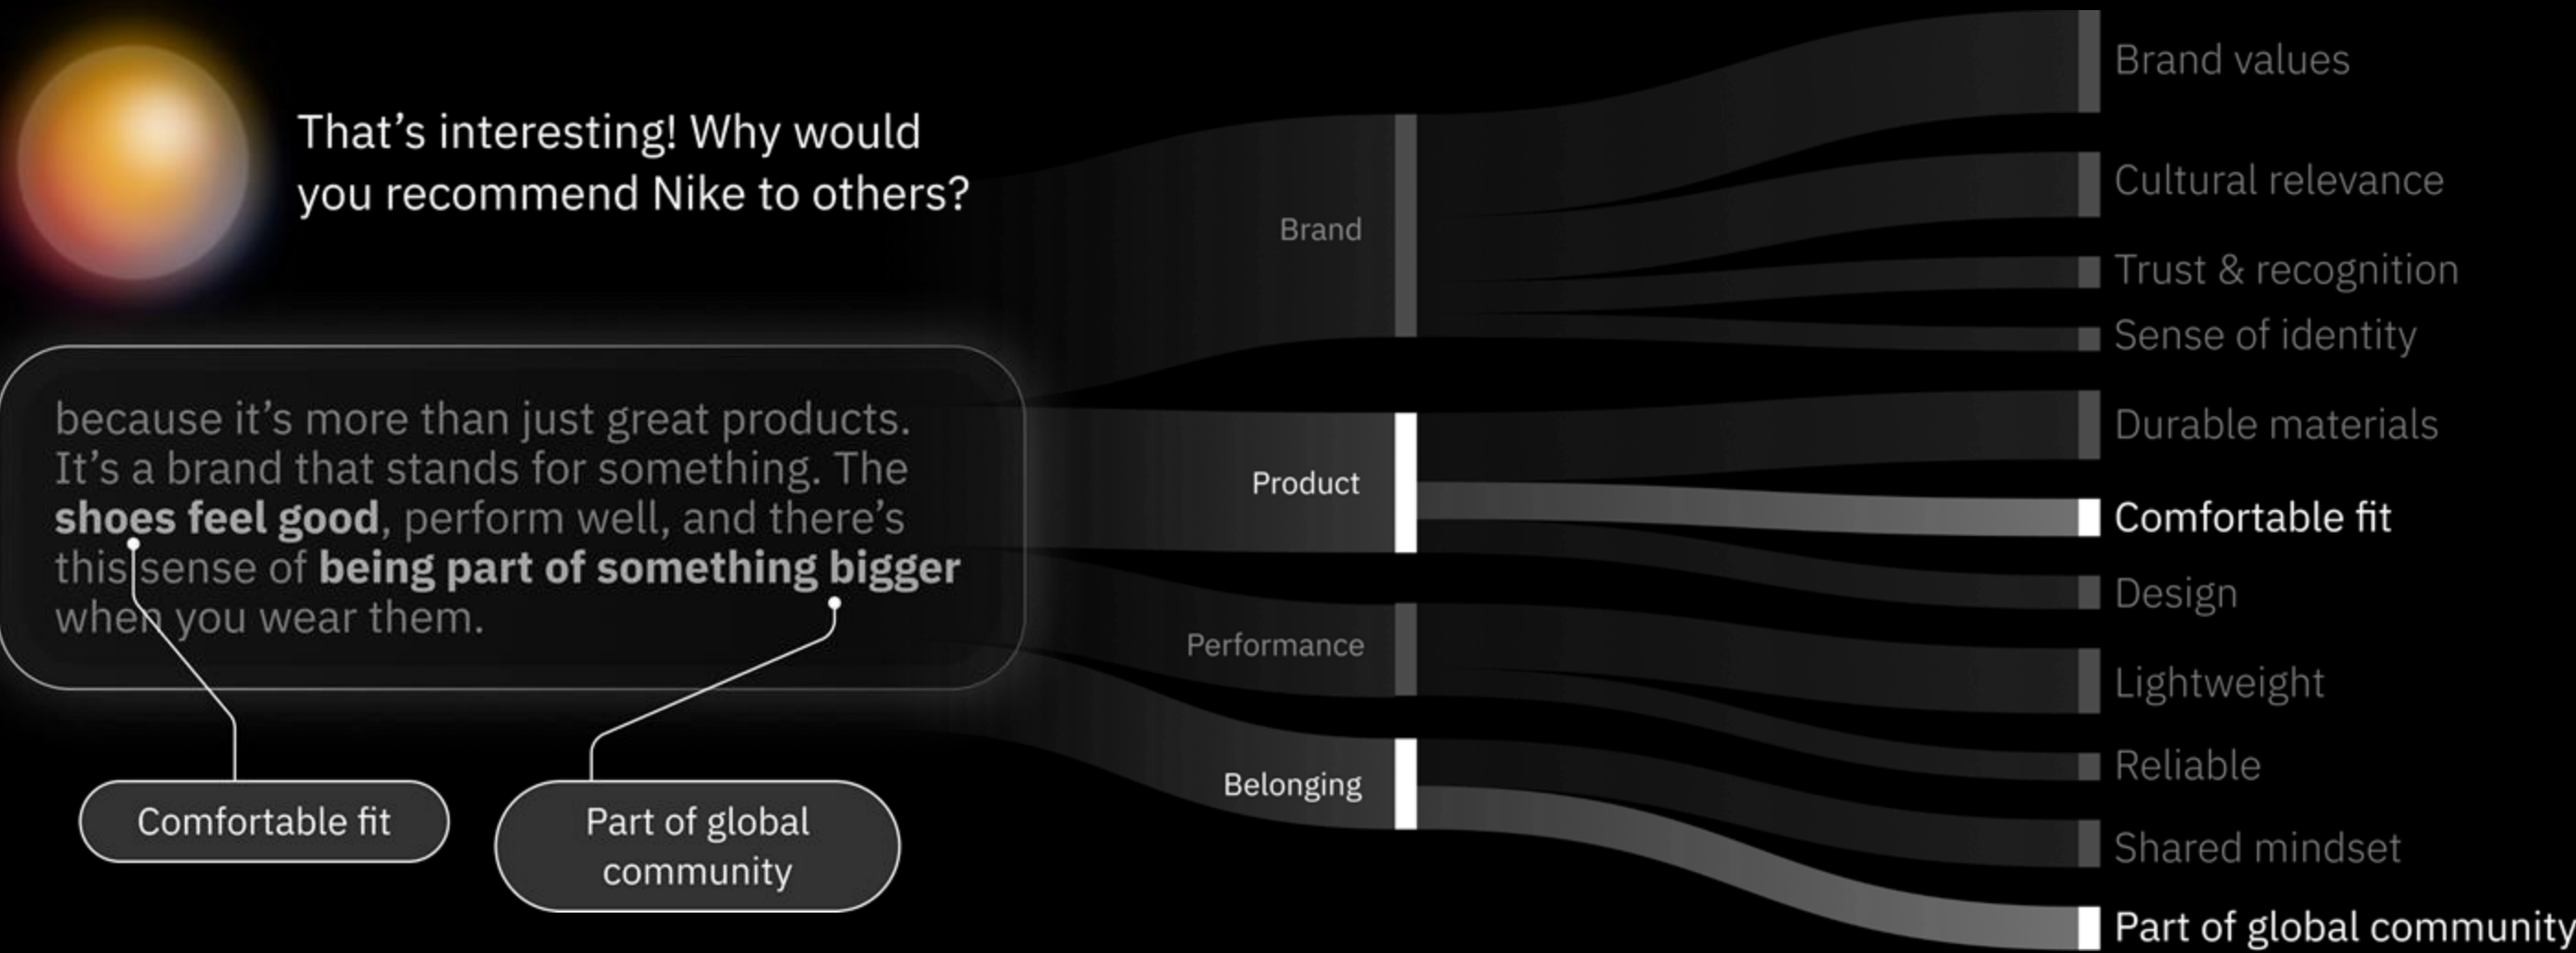 That’s interesting! Why would
you recommend Nike to others?
because it’s more than just great products.
It’s a brand that stands for something. The
shoes feel good, perform well, and there’s
this sense of being part of something bigger
when you wear them.
Comfortable fit
Part of global
community
Brand
Product
Performance
Belonging
Brand values
Cultural relevance
Trust & recognition
Sense of identity
Durable materials
Comfortable fit
Design
Lightweight
Reliable
Shared mindset
Part of global community